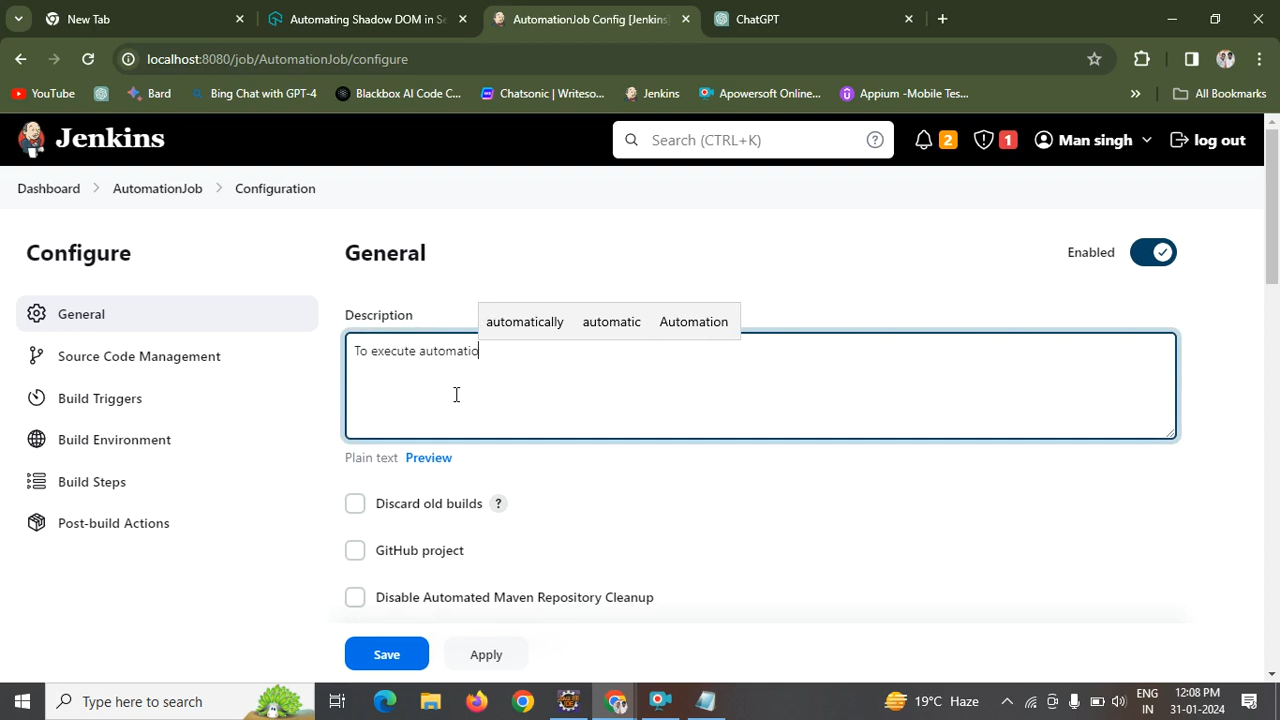 New Tab
Automating Shadow DOM in Se
AutomationJob Config [Jenkins]
ChatGPT
localhost:8080/job/AutomationJob/configure
YouTube
Bard
Bing Chat with GPT-4
Blackbox AI Code C...
Chatsonic | Writeso...
Jenkins
Apowersoft Online...
Appium -Mobile Tes...
»
All Bookmarks
Jenkins
Search (CTRL+K)
?
2
1
Man singh
log out
Dashboard > AutomationJob > Configuration
Configure
General
Source Code Management
Build Triggers
Build Environment
Build Steps
Post-build Actions
General
Enabled
Description
automatically automatic Automation
To execute automatio
Plain text Preview
Discard old builds ?
GitHub project
Disable Automated Maven Repository Cleanup
Save
Apply
Type here to search
19°C Haze
ENG
IN
12:08 PM
31-01-2024